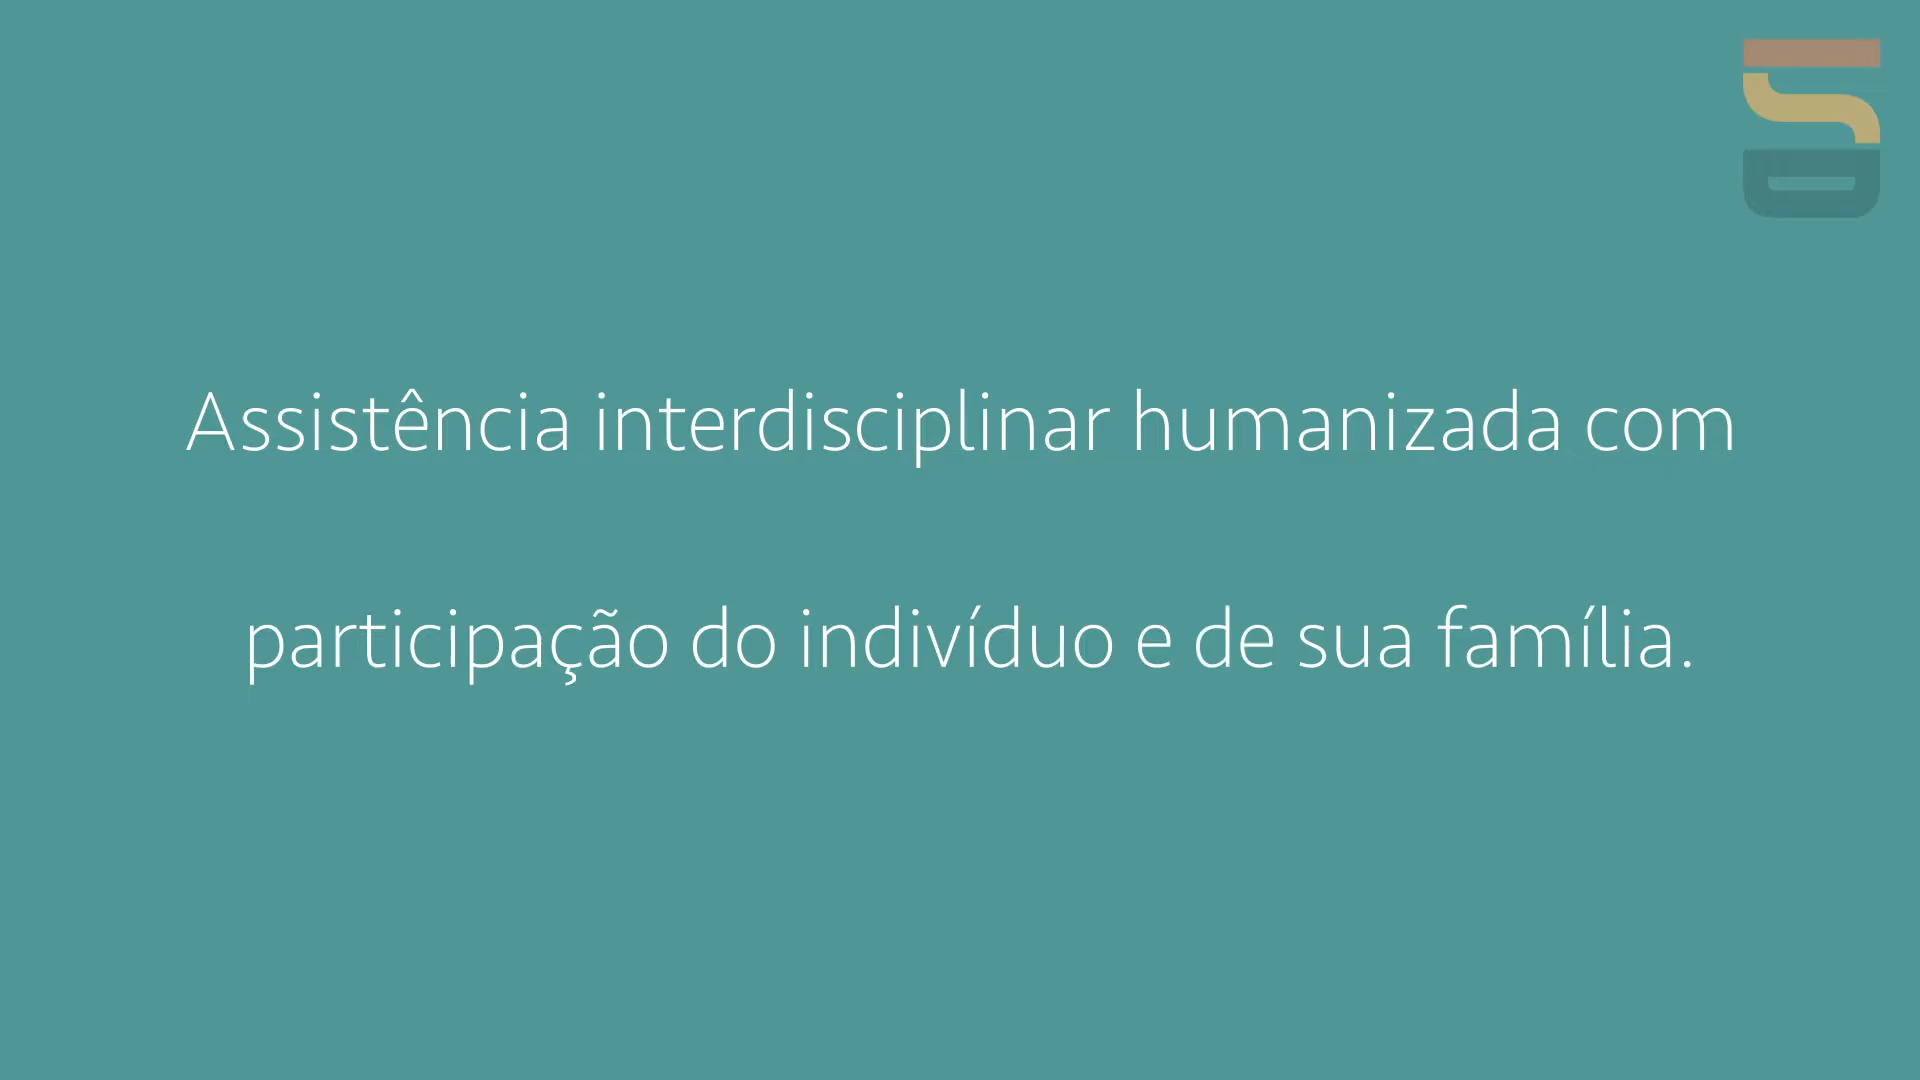 Assistência interdisciplinar humanizada com
participação do indivíduo e de sua família.